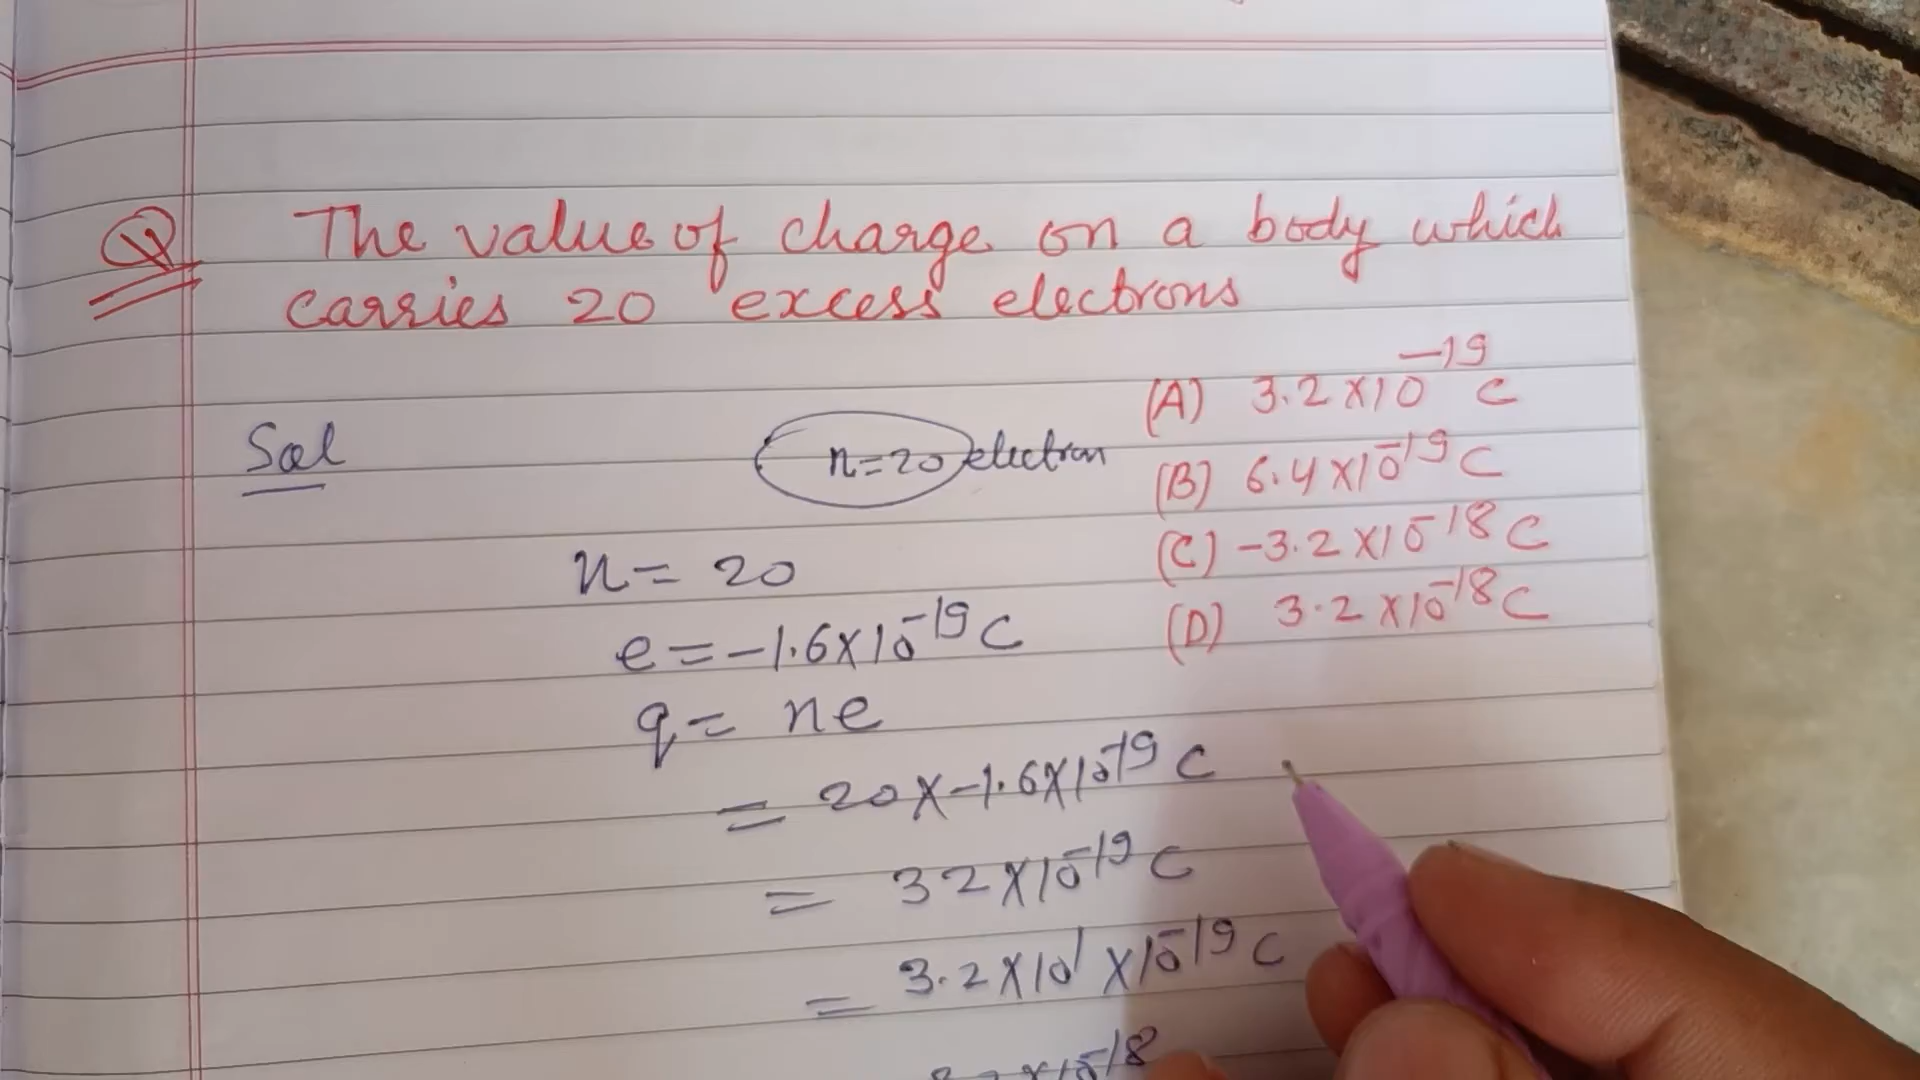 Q The value of charge on a body which
carries 20 excess electrons
(A) 3.2×10⁻¹⁹ C
Sol n=20 electron
(B) 6.4×10⁻¹⁹ C
(C) -3.2×10⁻¹⁸ C
n= 20
(D) 3.2×10⁻¹⁸ C
e= -1.6×10⁻¹⁹ C
q= ne
= 20×-1.6×10⁻¹⁹ C
= 32×10⁻¹⁹ C
= 3.2×10¹ ×10⁻¹⁹ C
×10⁻¹⁸